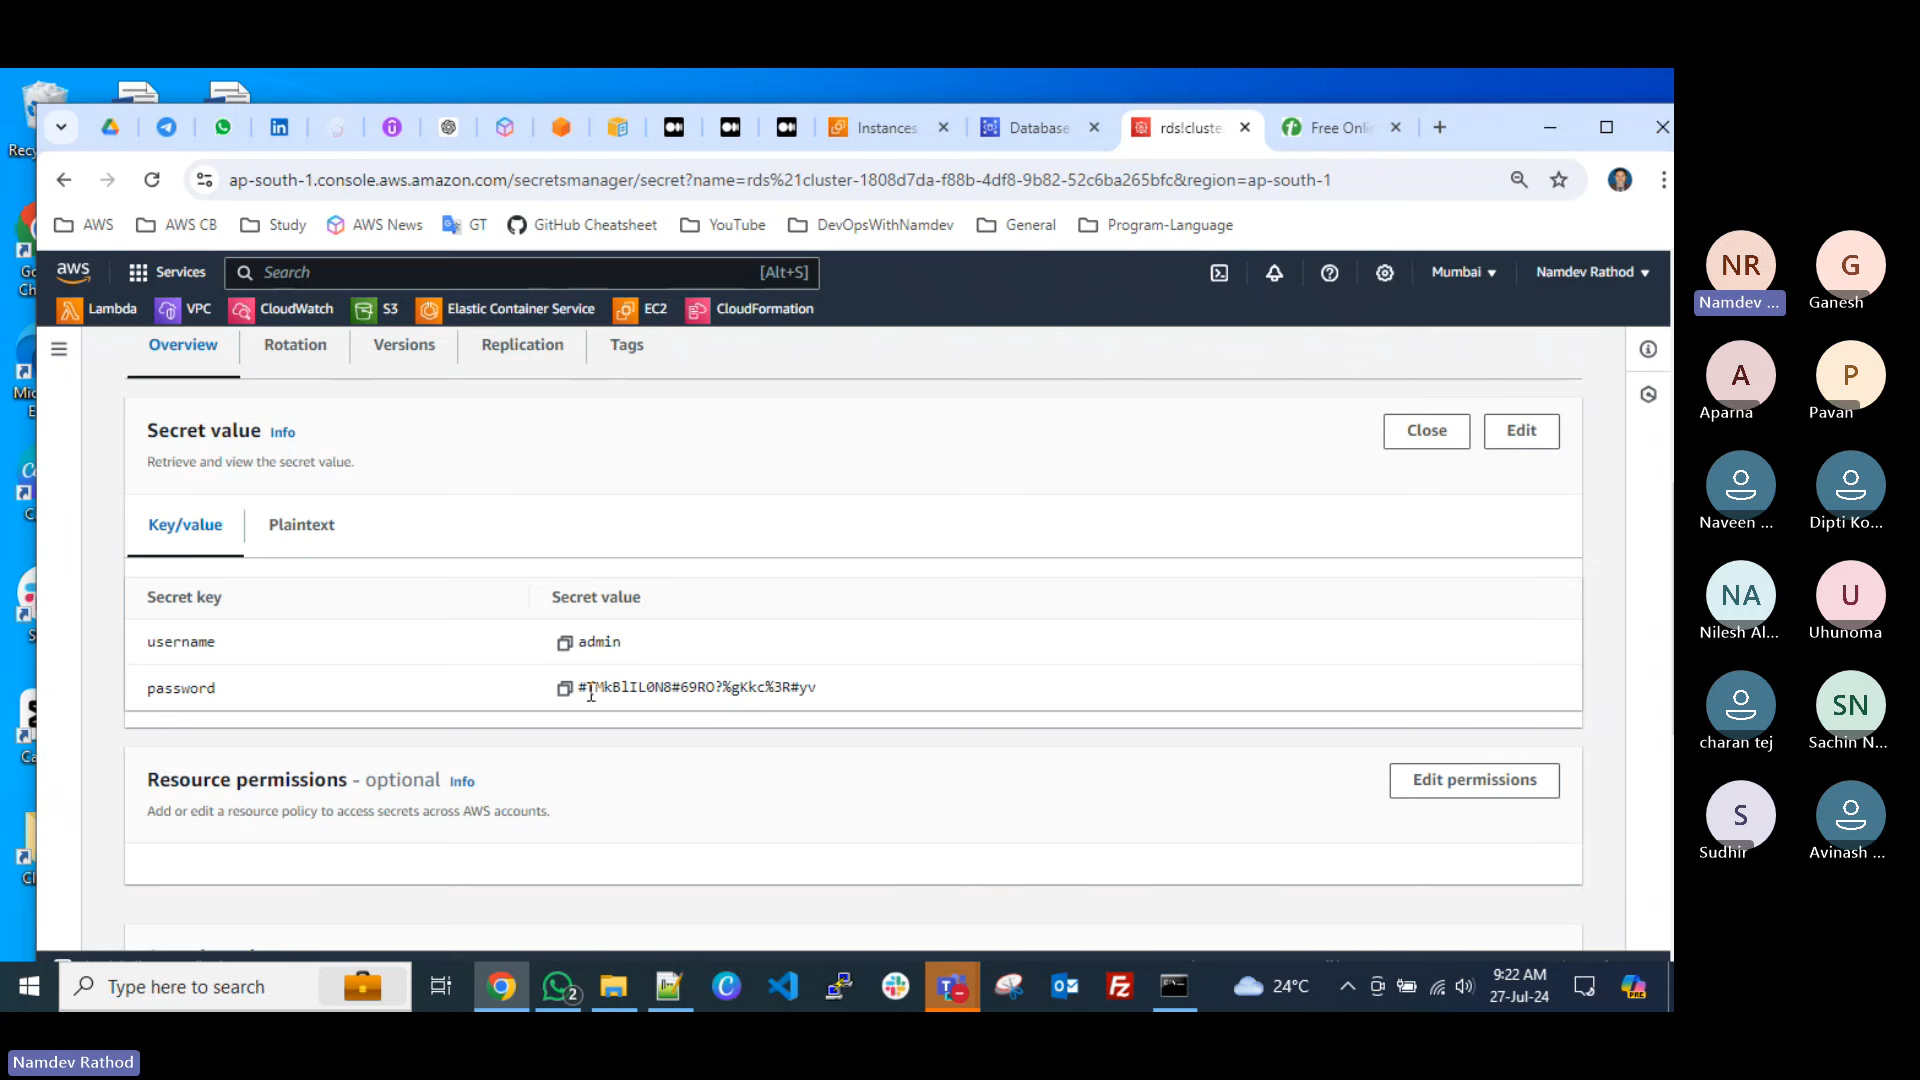 Instances
Database
rds!cluste
Free Onli
ap-south-1.console.aws.amazon.com/secretsmanager/secret?name=rds%21cluster-1808d7da-f88b-4df8-9b82-52c6ba265bfc&region=ap-south-1
AWS AWS CB Study AWS News GT GitHub Cheatsheet YouTube DevOpsWithNamdev General Program-Language
aws Services Search [Alt+S] Mumbai Namdev Rathod
Lambda VPC CloudWatch S3 Elastic Container Service EC2 CloudFormation
Overview Rotation Versions Replication Tags
Secret value Info Close Edit
Retrieve and view the secret value.
Key/value Plaintext
Secret key Secret value
username admin
password #TMkBlIL0N8#69RO?%gKkc%3R#yv
Resource permissions - optional Info Edit permissions
Add or edit a resource policy to access secrets across AWS accounts.
Type here to search
2
24°C
9:22 AM
27-Jul-24
NR G
Namdev ... Ganesh
A P
Aparna Pavan
Naveen ... Dipti Ko...
NA U
Nilesh Al... Uhunoma
SN
charan tej Sachin N...
S
Sudhir Avinash ...
Namdev Rathod